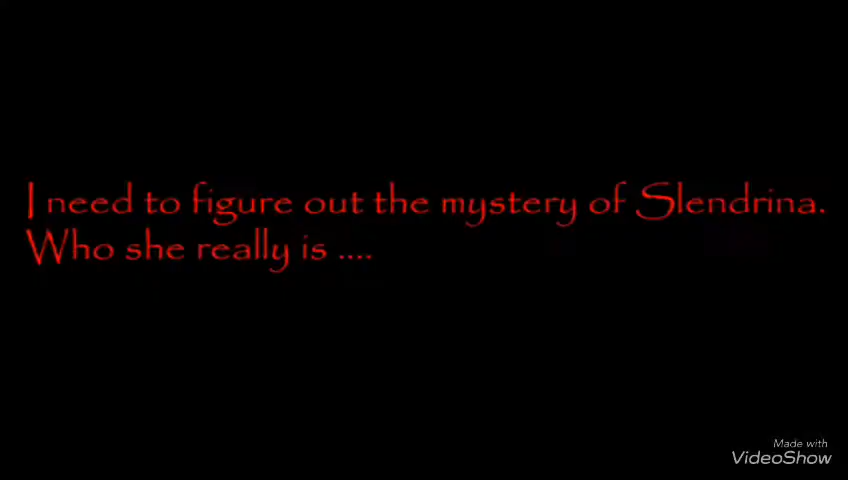 I need to figure out the mystery of Slendrina.
Who she really is ....
Made with
VideoShow